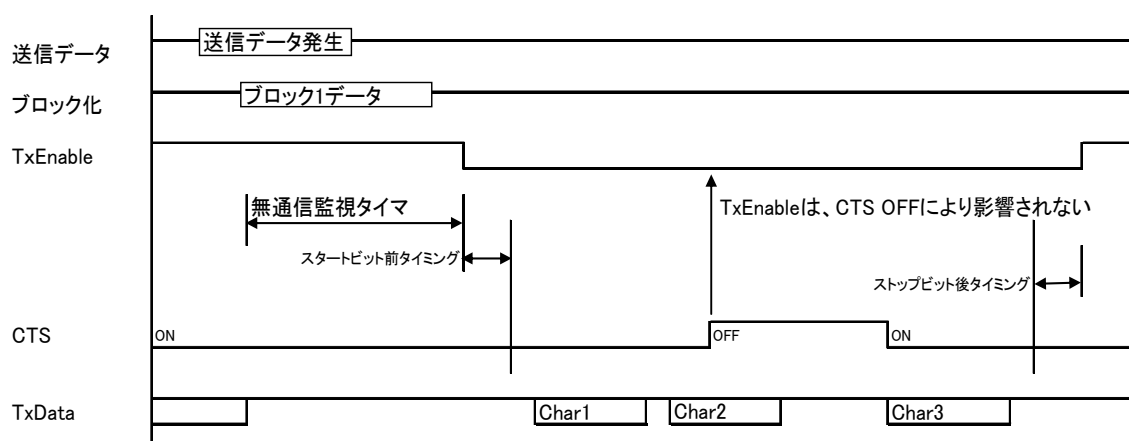 送信データ
送信データ発生
ブロック化
ブロック1データ
TxEnable
無通信監視タイマ
TxEnableは、CTS OFFにより影響されない
スタートビット前タイミング
ストップビット後タイミング
CTS
ON
OFF
ON
TxData
Char1
Char2
Char3